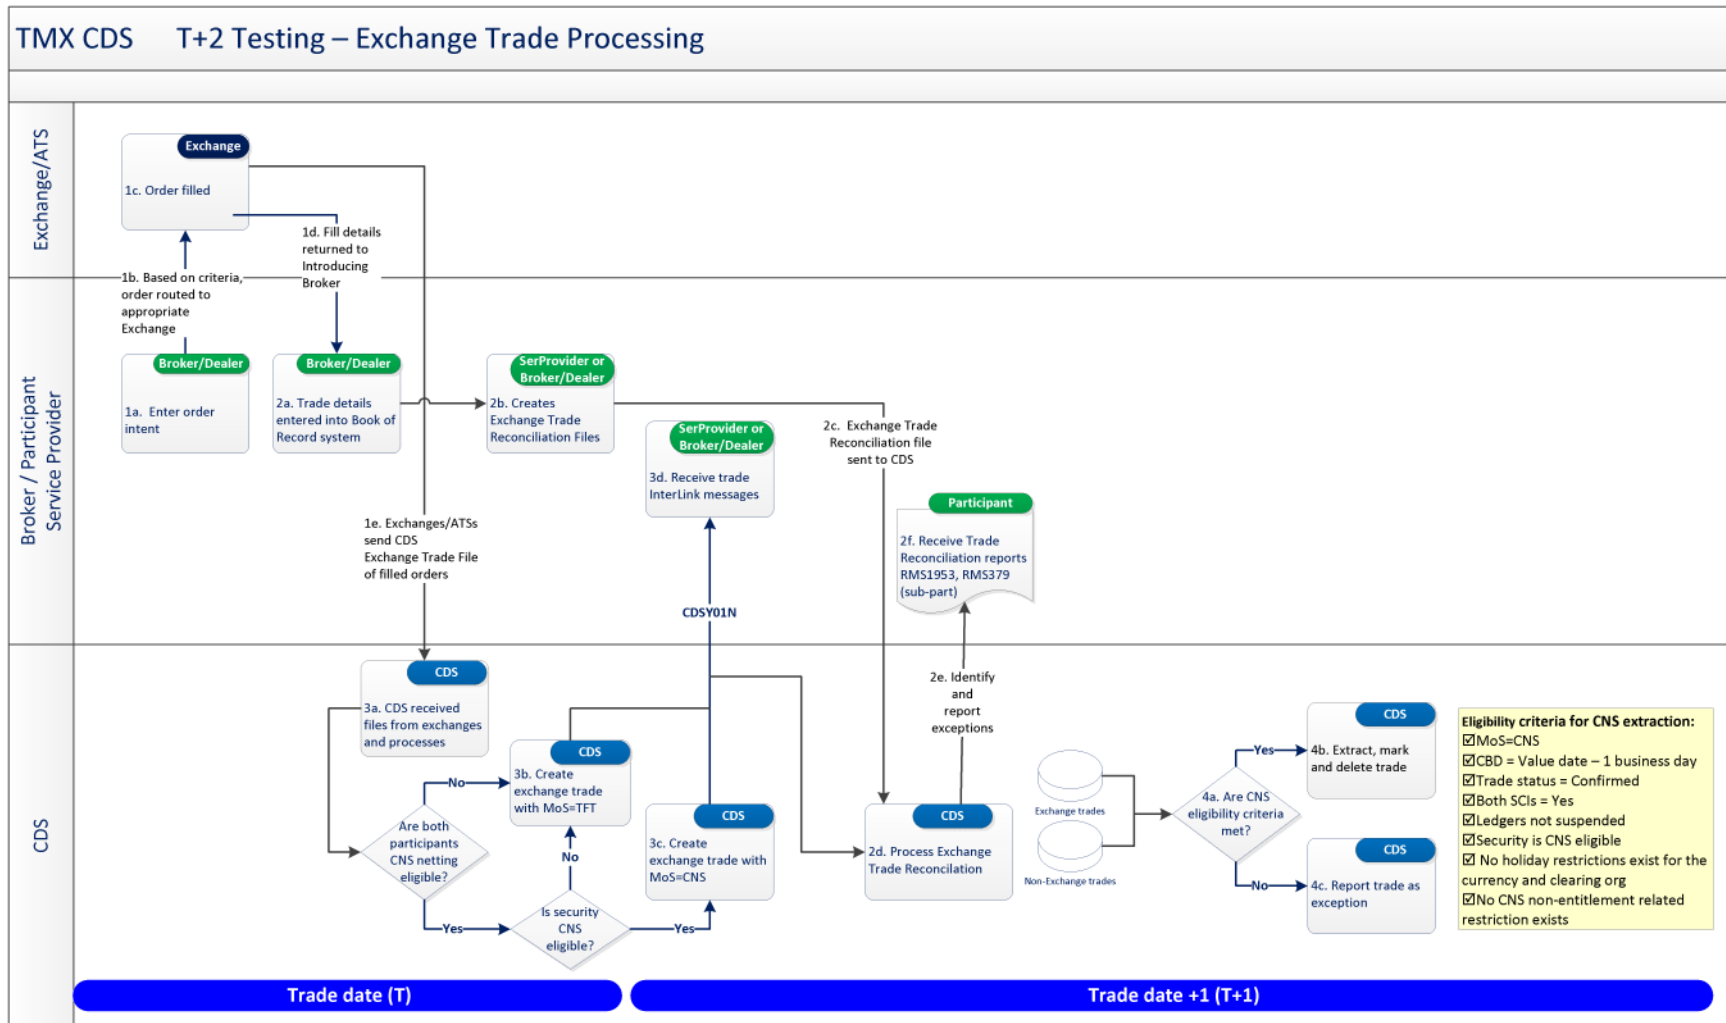 TMX CDS T+2 Testing – Exchange Trade Processing
Exchange/ATS
Exchange
1c. Order filled
1d. Fill details
returned to
Introducing
Broker
1b. Based on criteria,
order routed to
appropriate
Exchange
Broker / Participant
Service Provider
Broker/Dealer
1a. Enter order
intent
Broker/Dealer
2a. Trade details
entered into Book of
Record system
SerProvider or
Broker/Dealer
2b. Creates
Exchange Trade
Reconciliation Files
SerProvider or
Broker/Dealer
3d. Receive trade
InterLink messages
2c. Exchange Trade
Reconciliation file
sent to CDS
Participant
2f. Receive Trade
Reconciliation reports
RMS1953, RMS379
(sub-part)
1e. Exchanges/ATSs
send CDS
Exchange Trade File
of filled orders
CDSY01N
CDS
CDS
3a. CDS received
files from exchanges
and processes
2e. Identify
and
report
exceptions
No
CDS
3b. Create
exchange trade
with MoS=TFT
Are both
participants
CNS netting
eligible?
Yes
No
Is security
CNS
eligible?
Yes
CDS
3c. Create
exchange trade with
MoS=CNS
CDS
2d. Process Exchange
Trade Reconcilation
Exchange trades
Non-Exchange trades
4a. Are CNS
eligibility criteria
met?
Yes
No
CDS
4b. Extract, mark
and delete trade
CDS
4c. Report trade as
exception
Eligibility criteria for CNS extraction:
☑MoS=CNS
☑CBD = Value date – 1 business day
☑Trade status = Confirmed
☑Both SCIs = Yes
☑Ledgers not suspended
☑Security is CNS eligible
☑ No holiday restrictions exist for the
currency and clearing org
☑No CNS non-entitlement related
restriction exists
Trade date (T)
Trade date +1 (T+1)